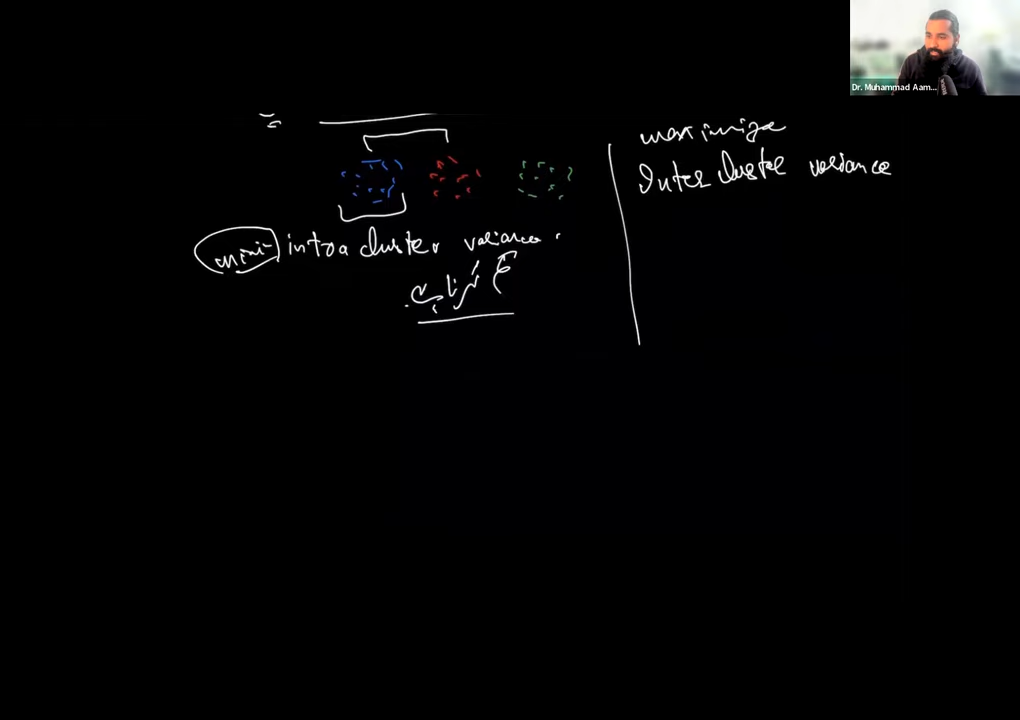 Dr. Muhammad Aam...
maximize
Inter cluster variance
mini intra cluster variance